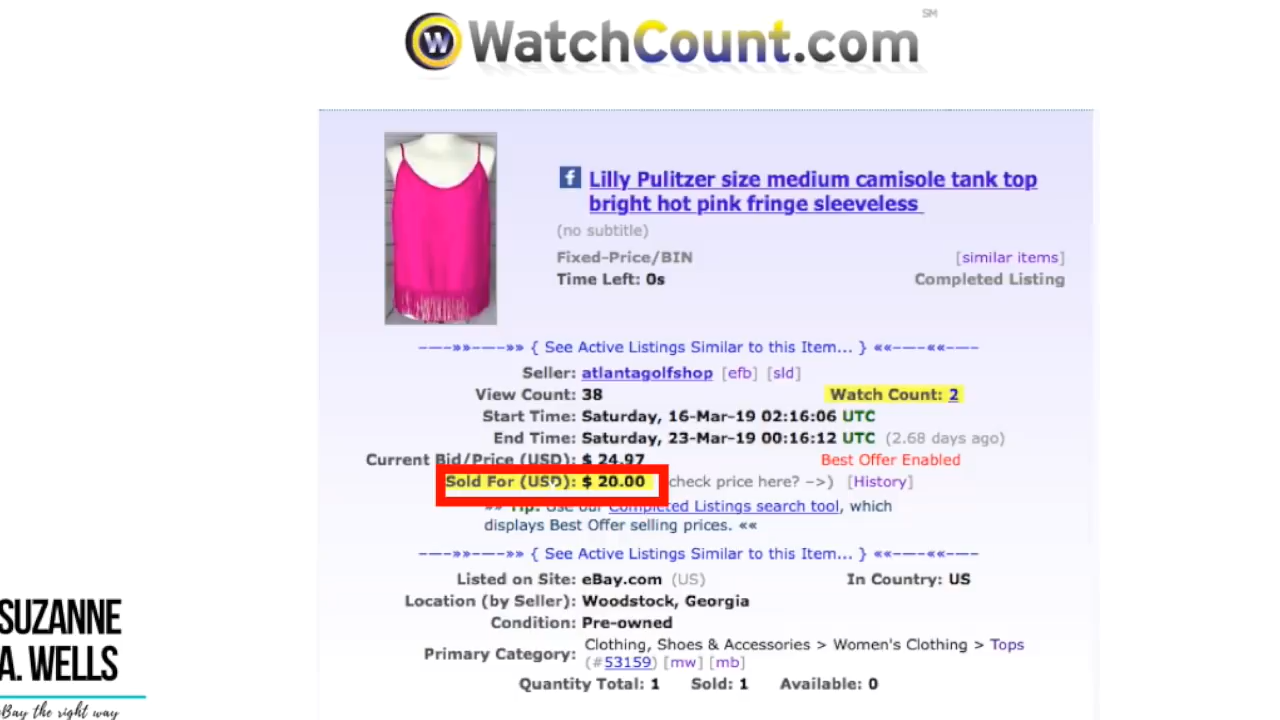 WatchCount.com SM
Lilly Pulitzer size medium camisole tank top
bright hot pink fringe sleeveless
(no subtitle)
Fixed-Price/BIN [similar items]
Time Left: 0s Completed Listing
—–»»—–»» { See Active Listings Similar to this Item... } ««—–««—–
Seller: atlantagolfshop [efb] [sld]
View Count: 38 Watch Count: 2
Start Time: Saturday, 16-Mar-19 02:16:06 UTC
End Time: Saturday, 23-Mar-19 00:16:12 UTC (2.68 days ago)
Current Bid/Price (USD): $ 24.97 Best Offer Enabled
Sold For (USD): $ 20.00 check price here? –>) [History]
»» Tip: Use our Completed Listings search tool, which
displays Best Offer selling prices. ««
—–»»—–»» { See Active Listings Similar to this Item... } ««—–««—–
Listed on Site: eBay.com (US) In Country: US
Location (by Seller): Woodstock, Georgia
Condition: Pre-owned
Primary Category: Clothing, Shoes & Accessories > Women's Clothing > Tops
(#53159) [mw] [mb]
Quantity Total: 1 Sold: 1 Available: 0
SUZANNE
A. WELLS
eBay the right way